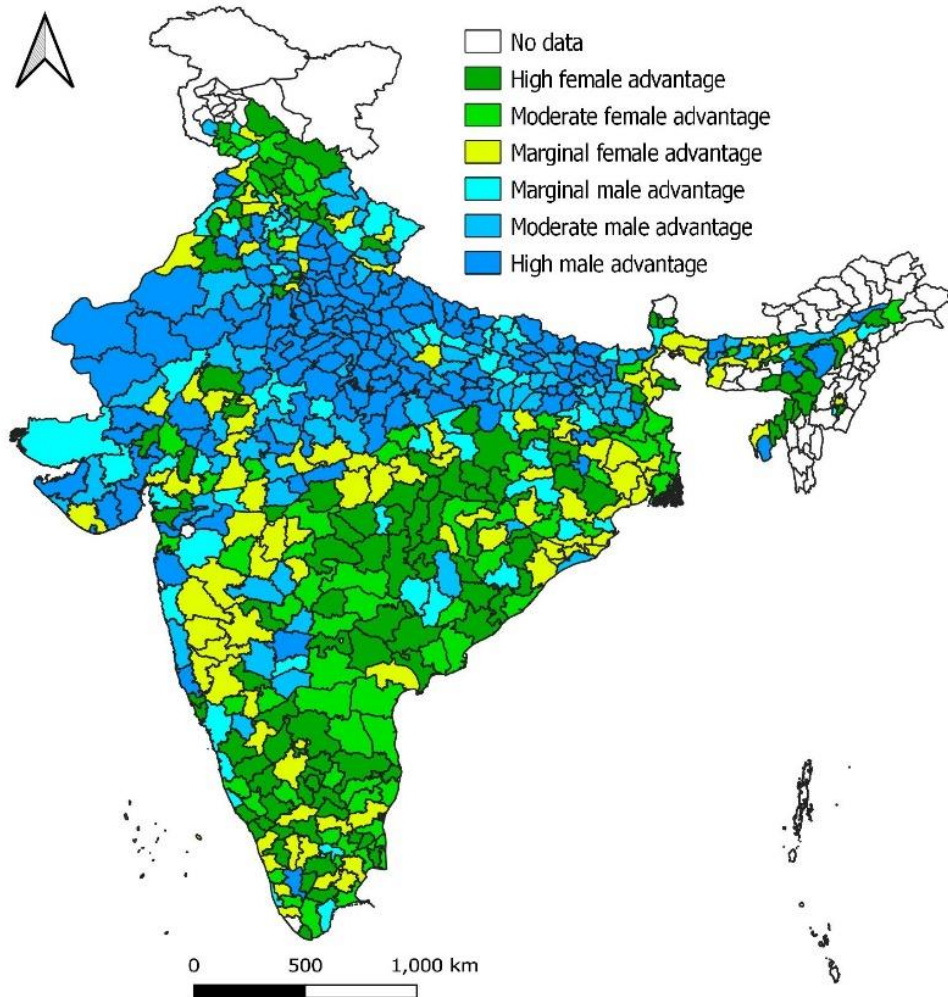 No data
High female advantage
Moderate female advantage
Marginal female advantage
Marginal male advantage
Moderate male advantage
High male advantage
0 500 1,000 km